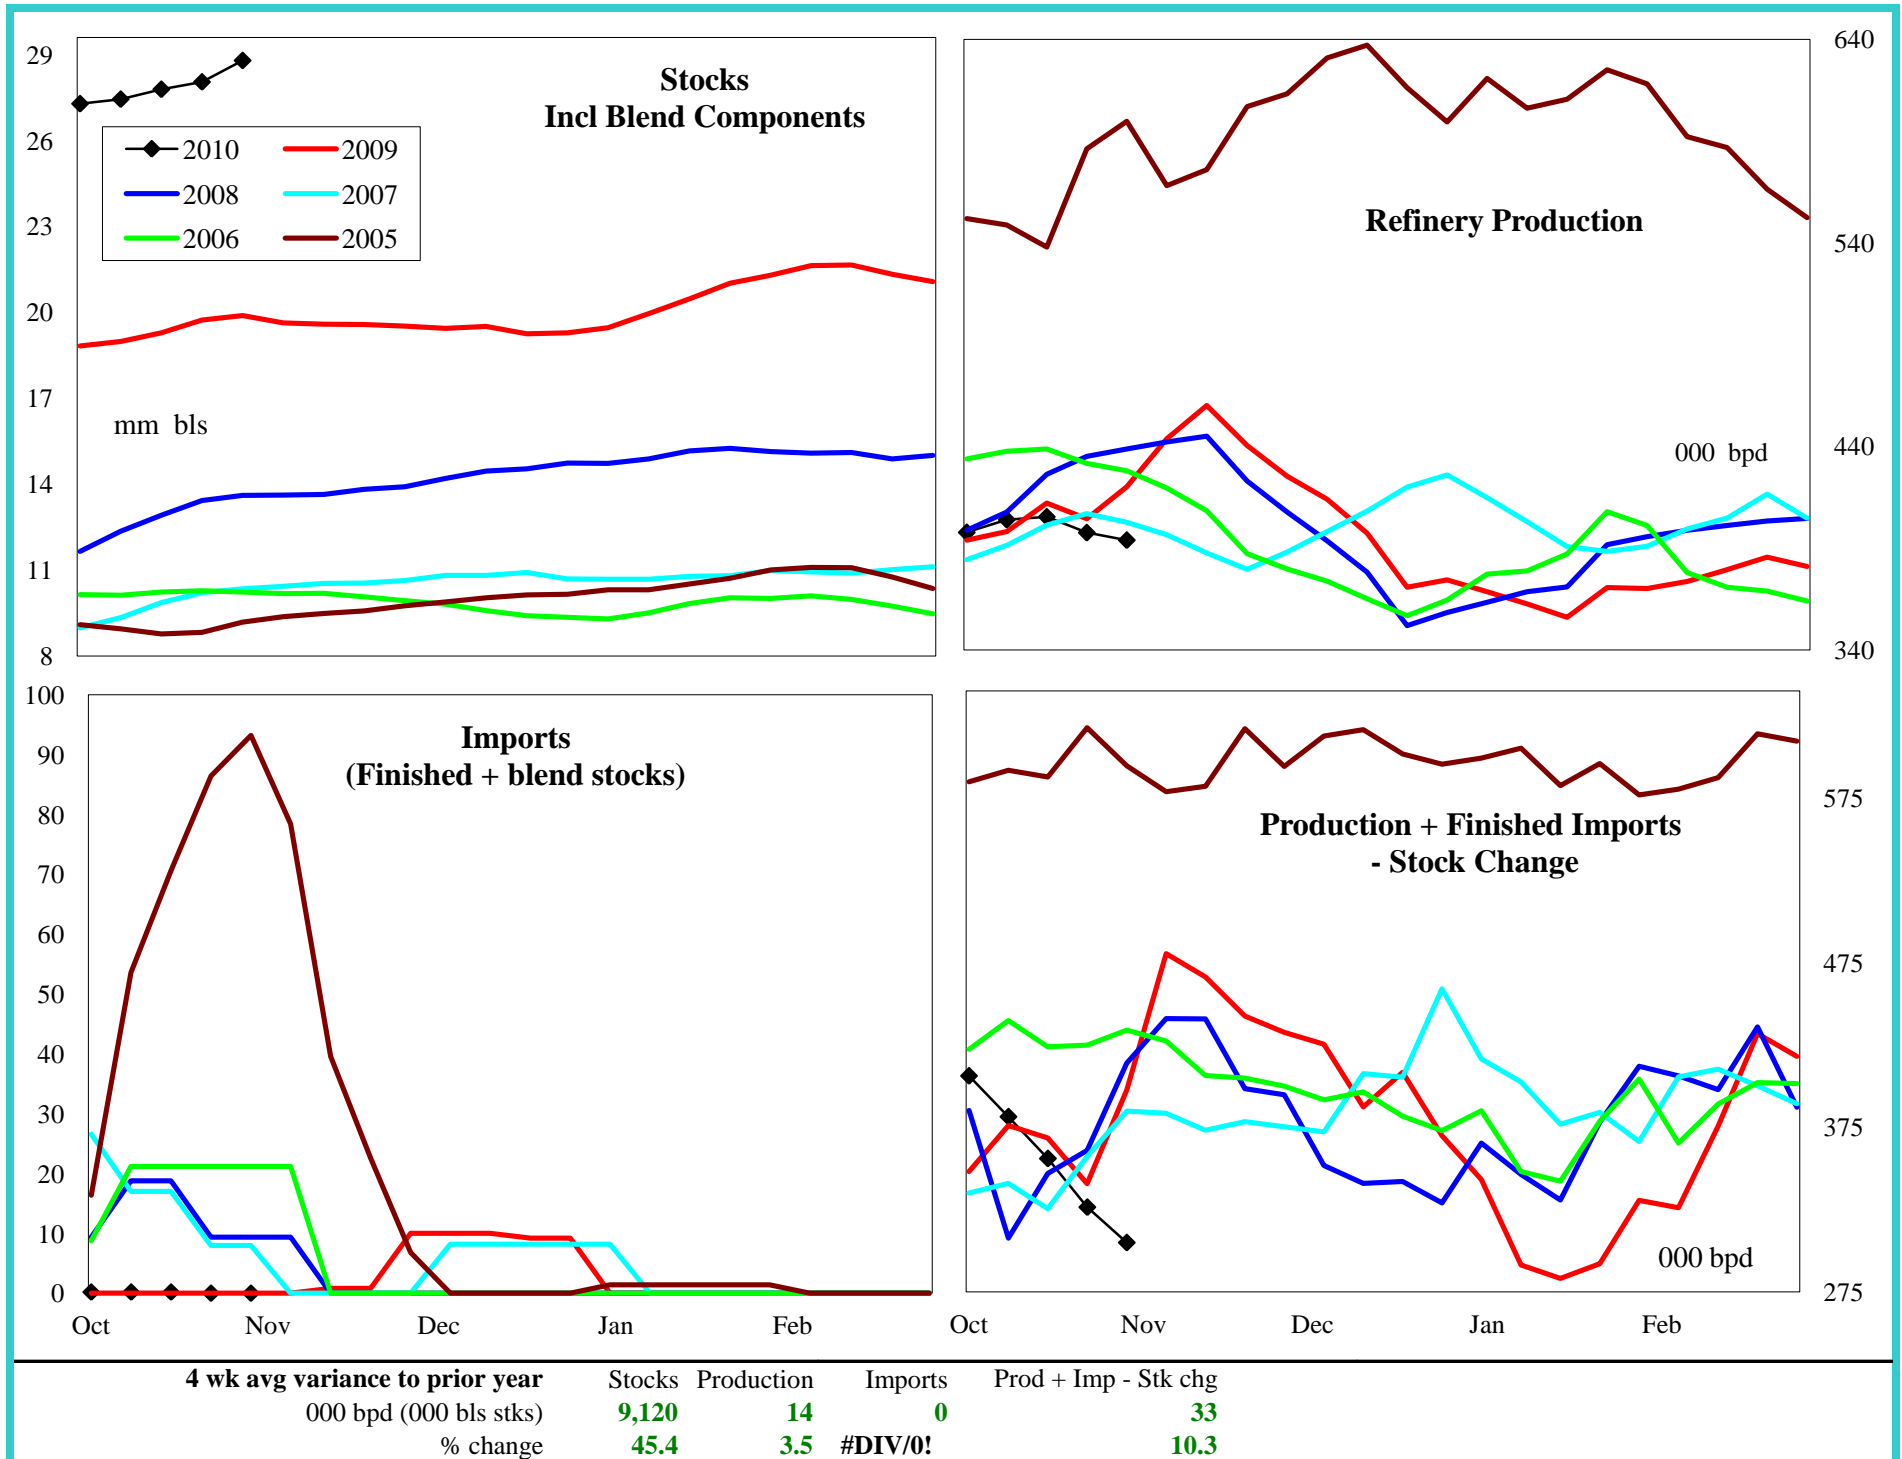 Stocks
Incl Blend Components
29
26
23
20
17
14
11
8
2010 2009
2008 2007
2006 2005
mm bls
Refinery Production
000 bpd
640
540
440
340
Imports
(Finished + blend stocks)
100
90
80
70
60
50
40
30
20
10
0
Oct Nov Dec Jan Feb
Production + Finished Imports
- Stock Change
575
475
375
275
000 bpd
Oct Nov Dec Jan Feb
4 wk avg variance to prior year Stocks Production Imports Prod + Imp - Stk chg
000 bpd (000 bls stks) 9,120 14 0 33
% change 45.4 3.5 #DIV/0! 10.3